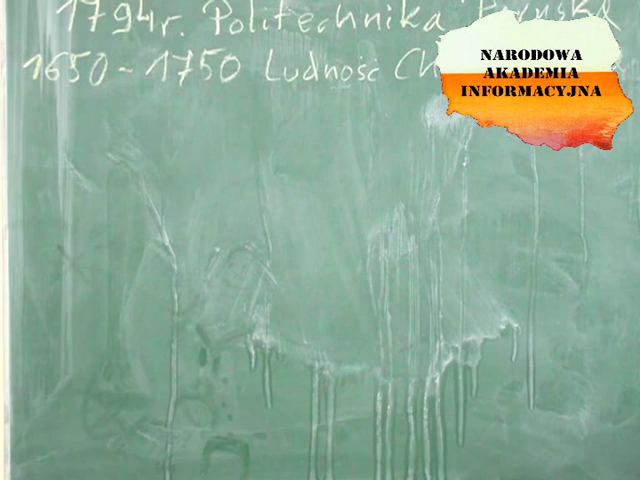 1794r. Politechnika
1650-1750 Ludność
NARODOWA
AKADEMIA
INFORMACYJNA